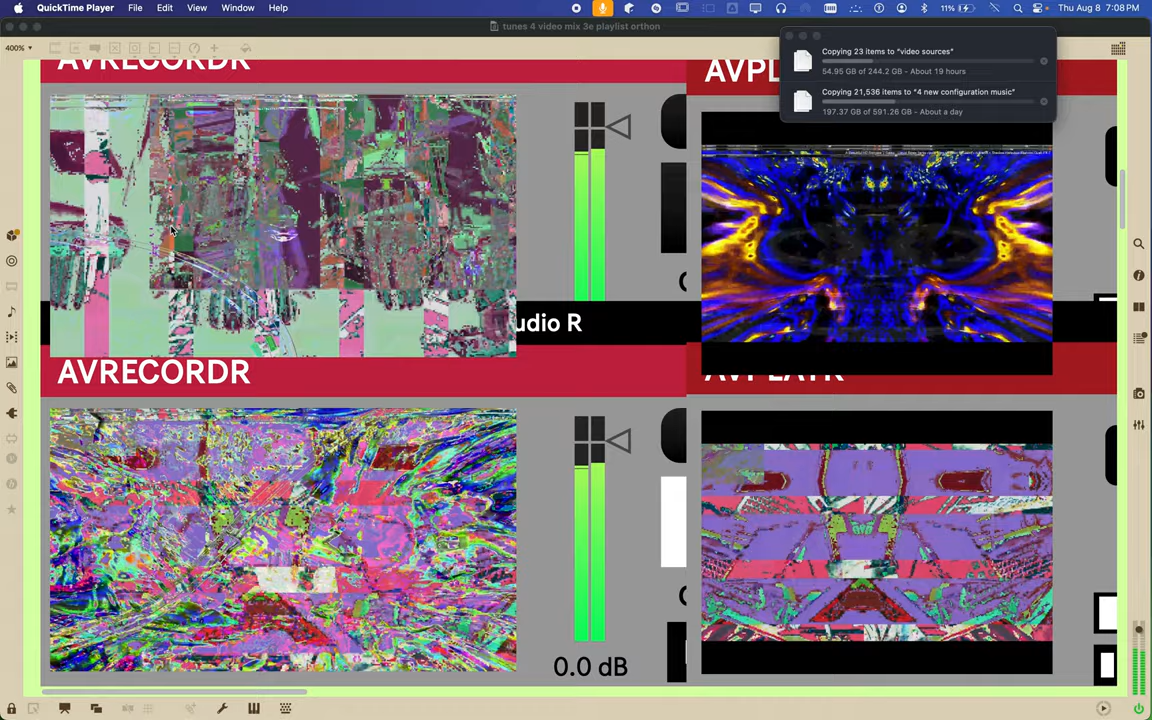 QuickTime Player File Edit View Window Help 11% Thu Aug 8 7:08 PM
tunes 4 video mix 3e playlist orthon
400%
Copying 23 items to “video sources”
54.95 GB of 244.2 GB - About 19 hours
Copying 21,536 items to “4 new configuration music”
197.37 GB of 591.26 GB - About a day
AVRECORDR
udio R
AVRECORDR
0.0 dB